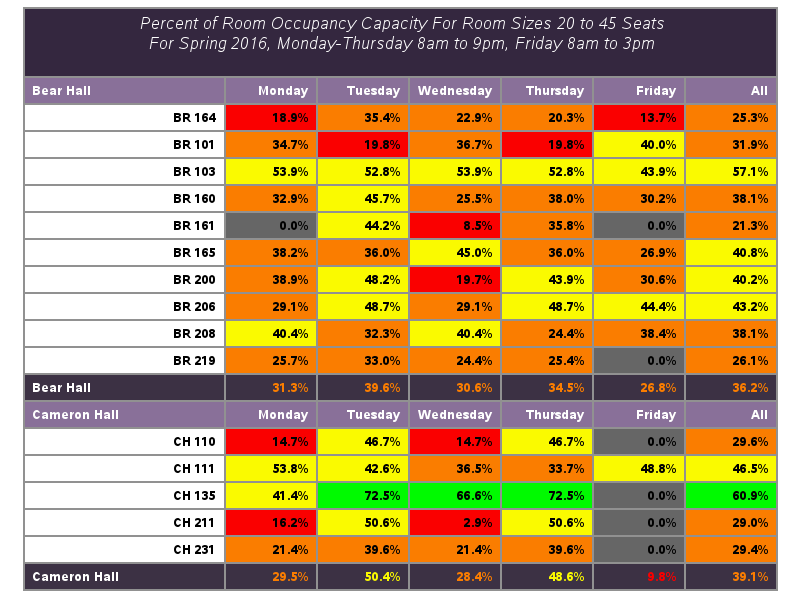 Percent of Room Occupancy Capacity For Room Sizes 20 to 45 Seats
For Spring 2016, Monday-Thursday 8am to 9pm, Friday 8am to 3pm
Bear Hall Monday Tuesday Wednesday Thursday Friday All
BR 164 18.9% 35.4% 22.9% 20.3% 13.7% 25.3%
BR 101 34.7% 19.8% 36.7% 19.8% 40.0% 31.9%
BR 103 53.9% 52.8% 53.9% 52.8% 43.9% 57.1%
BR 160 32.9% 45.7% 25.5% 38.0% 30.2% 38.1%
BR 161 0.0% 44.2% 8.5% 35.8% 0.0% 21.3%
BR 165 38.2% 36.0% 45.0% 36.0% 26.9% 40.8%
BR 200 38.9% 48.2% 19.7% 43.9% 30.6% 40.2%
BR 206 29.1% 48.7% 29.1% 48.7% 44.4% 43.2%
BR 208 40.4% 32.3% 40.4% 24.4% 38.4% 38.1%
BR 219 25.7% 33.0% 24.4% 25.4% 0.0% 26.1%
Bear Hall 31.3% 39.6% 30.6% 34.5% 26.8% 36.2%
Cameron Hall Monday Tuesday Wednesday Thursday Friday All
CH 110 14.7% 46.7% 14.7% 46.7% 0.0% 29.6%
CH 111 53.8% 42.6% 36.5% 33.7% 48.8% 46.5%
CH 135 41.4% 72.5% 66.6% 72.5% 0.0% 60.9%
CH 211 16.2% 50.6% 2.9% 50.6% 0.0% 29.0%
CH 231 21.4% 39.6% 21.4% 39.6% 0.0% 29.4%
Cameron Hall 29.5% 50.4% 28.4% 48.6% 9.8% 39.1%